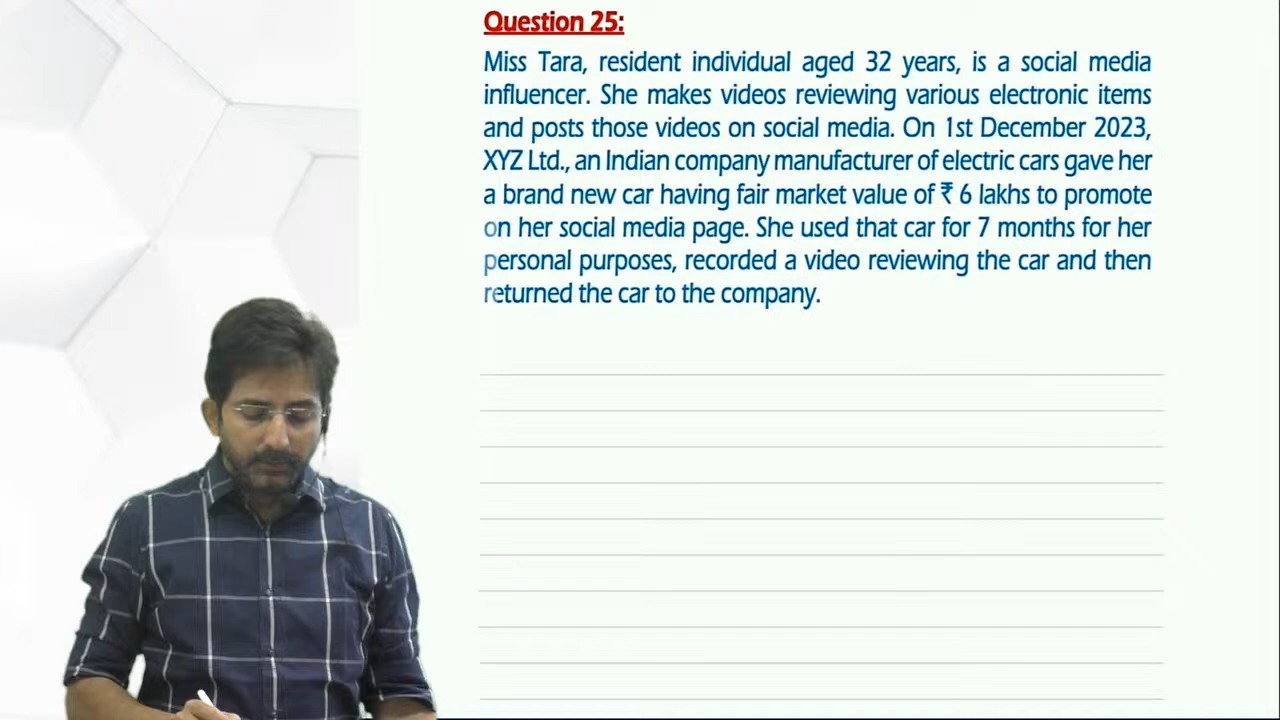 Question 25:
Miss Tara, resident individual aged 32 years, is a social media
influencer. She makes videos reviewing various electronic items
and posts those videos on social media. On 1st December 2023,
XYZ Ltd., an Indian company manufacturer of electric cars gave her
a brand new car having fair market value of ₹ 6 lakhs to promote
on her social media page. She used that car for 7 months for her
personal purposes, recorded a video reviewing the car and then
returned the car to the company.